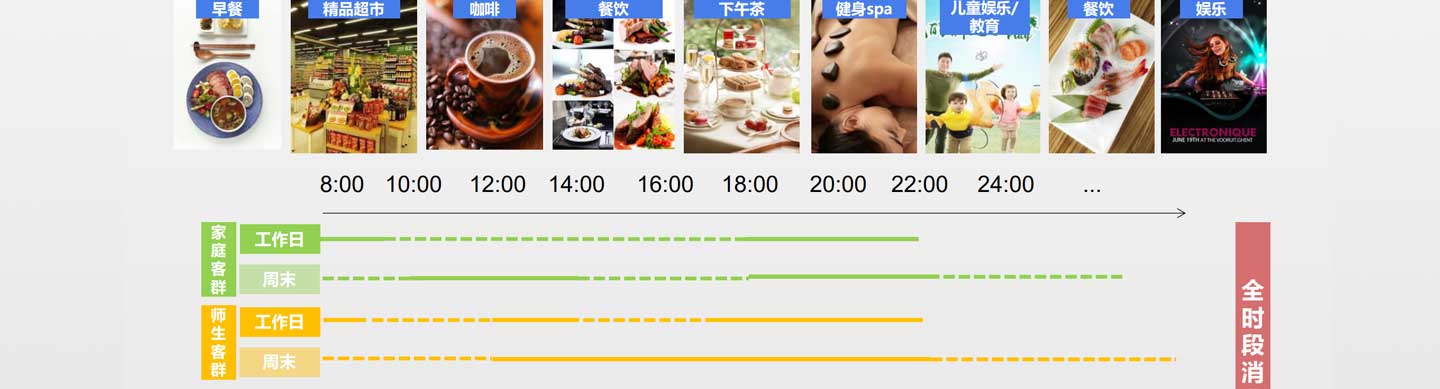 早餐
精品超市
咖啡
餐饮
下午茶
健身spa
儿童娱乐/
教育
餐饮
娱乐
ELECTRONIQUE
JUNE 19TH AT THE VOORUIT, GHENT
8:00 10:00 12:00 14:00 16:00 18:00 20:00 22:00 24:00 ...
家庭客群
工作日
周末
师生客群
工作日
周末
全时段消